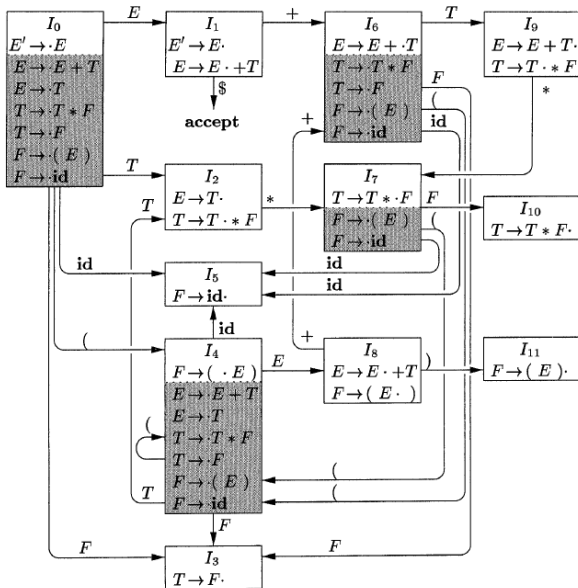 I0
E' → ·E
E → ·E + T
E → ·T
T → ·T * F
T → ·F
F → ·( E )
F → ·id
E
I1
E' → E·
E → E· +T
$
accept
+
I6
E → E + ·T
T → ·T * F
T → ·F
F → ·( E )
F → ·id
T
I9
E → E + T·
T → T· * F
*
F
(
id
+
T
T
I2
E → T·
T → T· * F
*
I7
T → T * ·F
F → ·( E )
F → ·id
F
(
id
I10
T → T * F·
id
I5
F → id·
id
id
(
I4
F → ( ·E )
E → ·E + T
E → ·T
T → ·T * F
T → ·F
F → ·( E )
F → ·id
(
T
E
+
I8
E → E· +T
F → ( E· )
)
I11
F → ( E )·
(
(
F
F
I3
T → F·
F